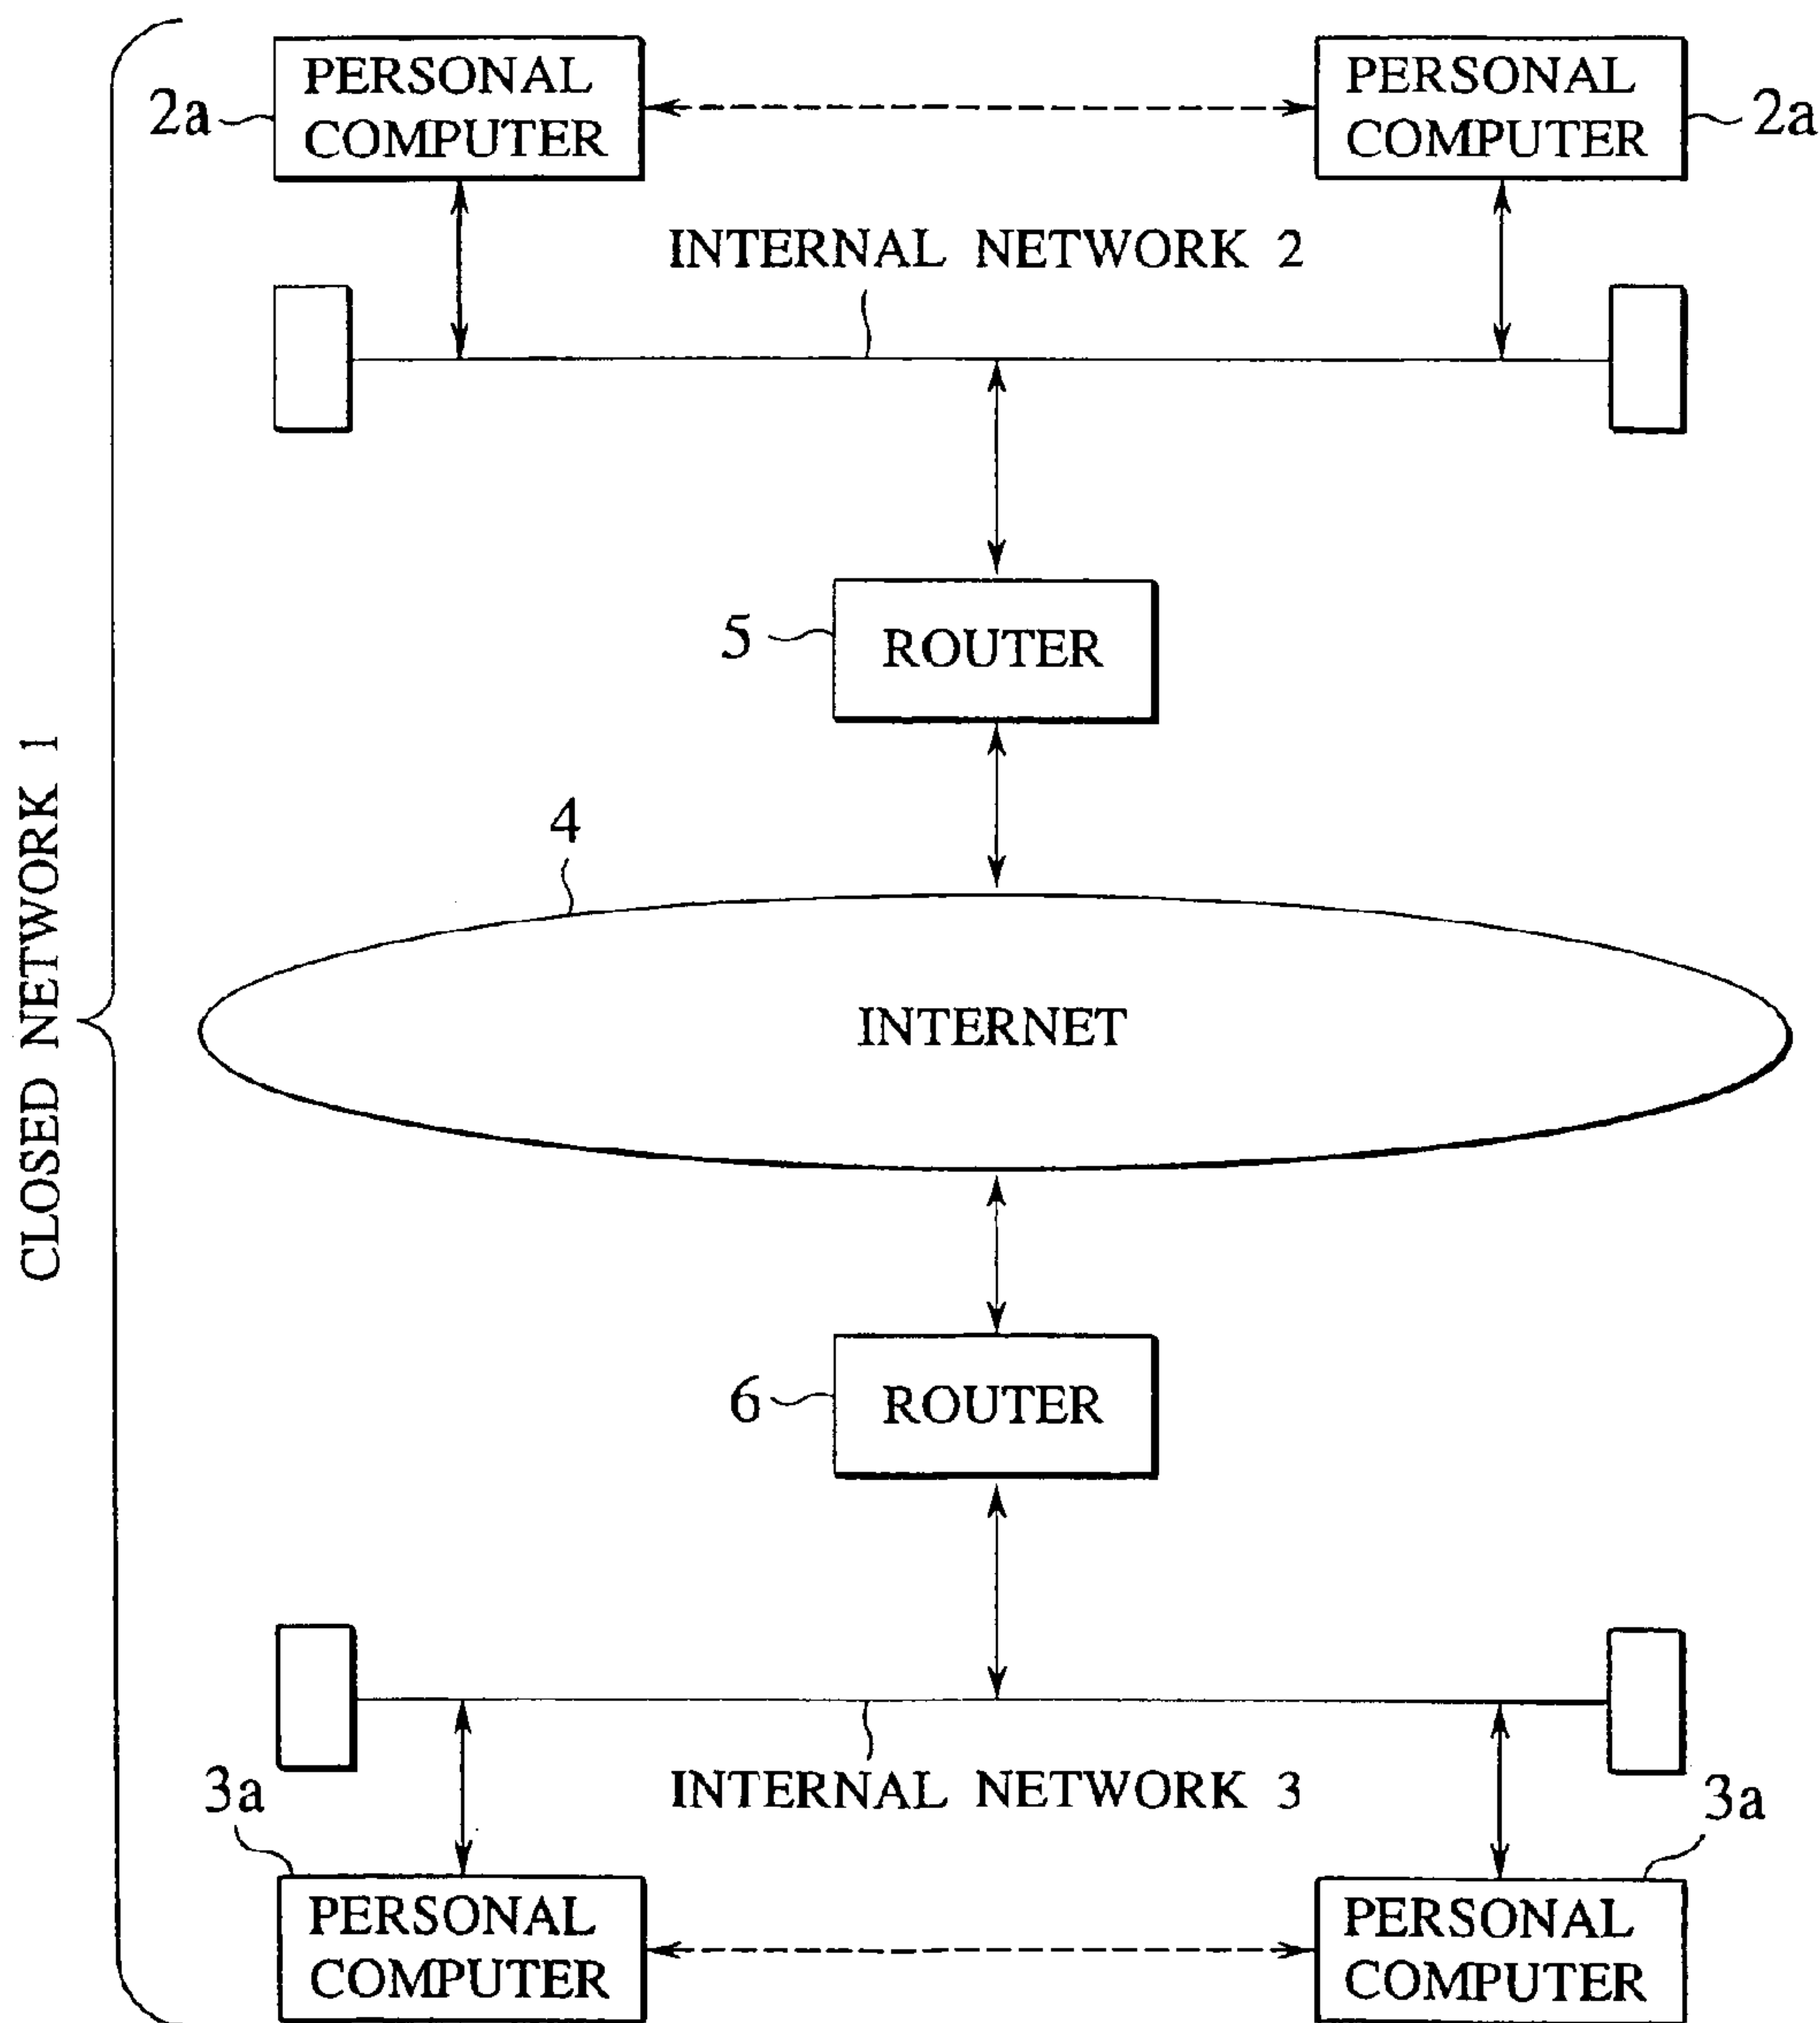 PERSONAL
COMPUTER
2a
PERSONAL
COMPUTER
2a
INTERNAL NETWORK 2
5
ROUTER
CLOSED NETWORK 1
4
INTERNET
6
ROUTER
INTERNAL NETWORK 3
3a
PERSONAL
COMPUTER
3a
PERSONAL
COMPUTER